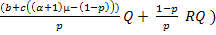 (b+c((α+1)μ−(1−p)))/p Q + (1−p)/p RQ )